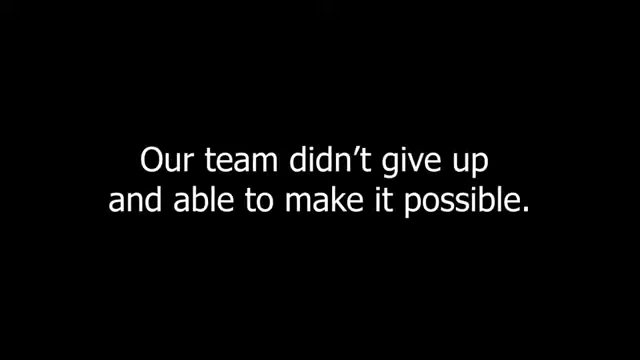 Our team didn’t give up
and able to make it possible.